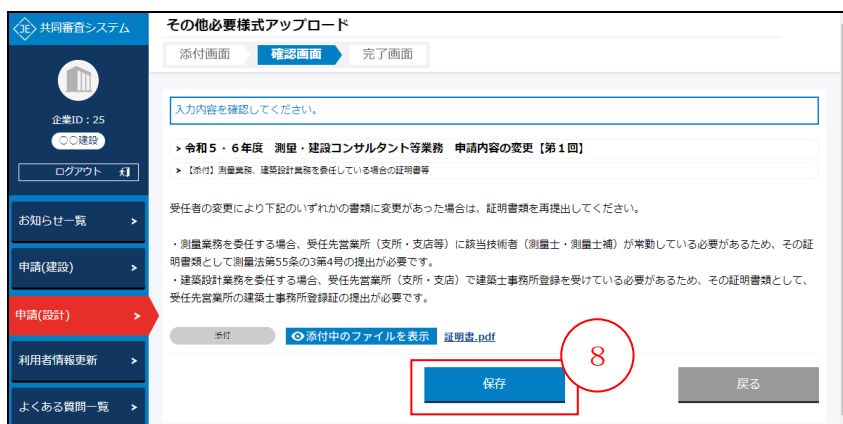 JE 共同審査システム
企業ID：25
○○建設
ログアウト
お知らせ一覧 >
申請(建設) >
申請(設計) >
利用者情報更新 >
よくある質問一覧 >
その他必要様式アップロード
添付画面 確認画面 完了画面
入力内容を確認してください。
> 令和５・６年度　測量・建設コンサルタント等業務　申請内容の変更【第１回】
> 【添付】測量業務、建築設計業務を委任している場合の証明書等
受任者の変更により下記のいずれかの書類に変更があった場合は、証明書類を再提出してください。
・測量業務を委任する場合、受任先営業所（支所・支店等）に該当技術者（測量士・測量士補）が常勤している必要があるため、その証
明書類として測量法第55条の3第4号の提出が必要です。
・建築設計業務を委任する場合、受任先営業所（支所・支店）で建築士事務所登録を受けている必要があるため、その証明書類として、
受任先営業所の建築士事務所登録証の提出が必要です。
添付 添付中のファイルを表示 証明書.pdf
8
保存 戻る